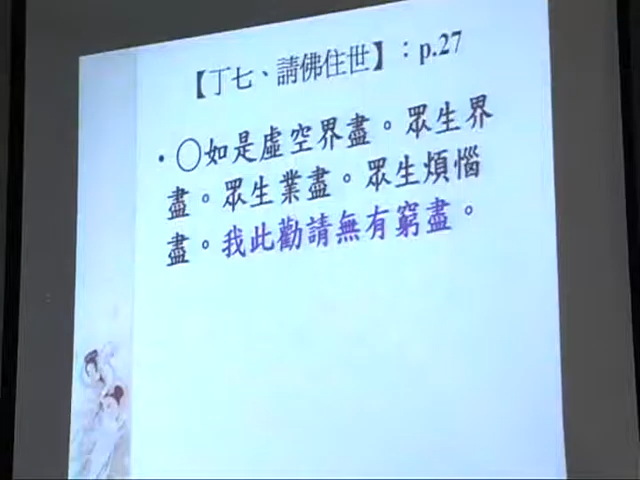 【丁七、請佛住世】：p.27
•○如是虛空界盡。眾生界
盡。眾生業盡。眾生煩惱
盡。我此勸請無有窮盡。